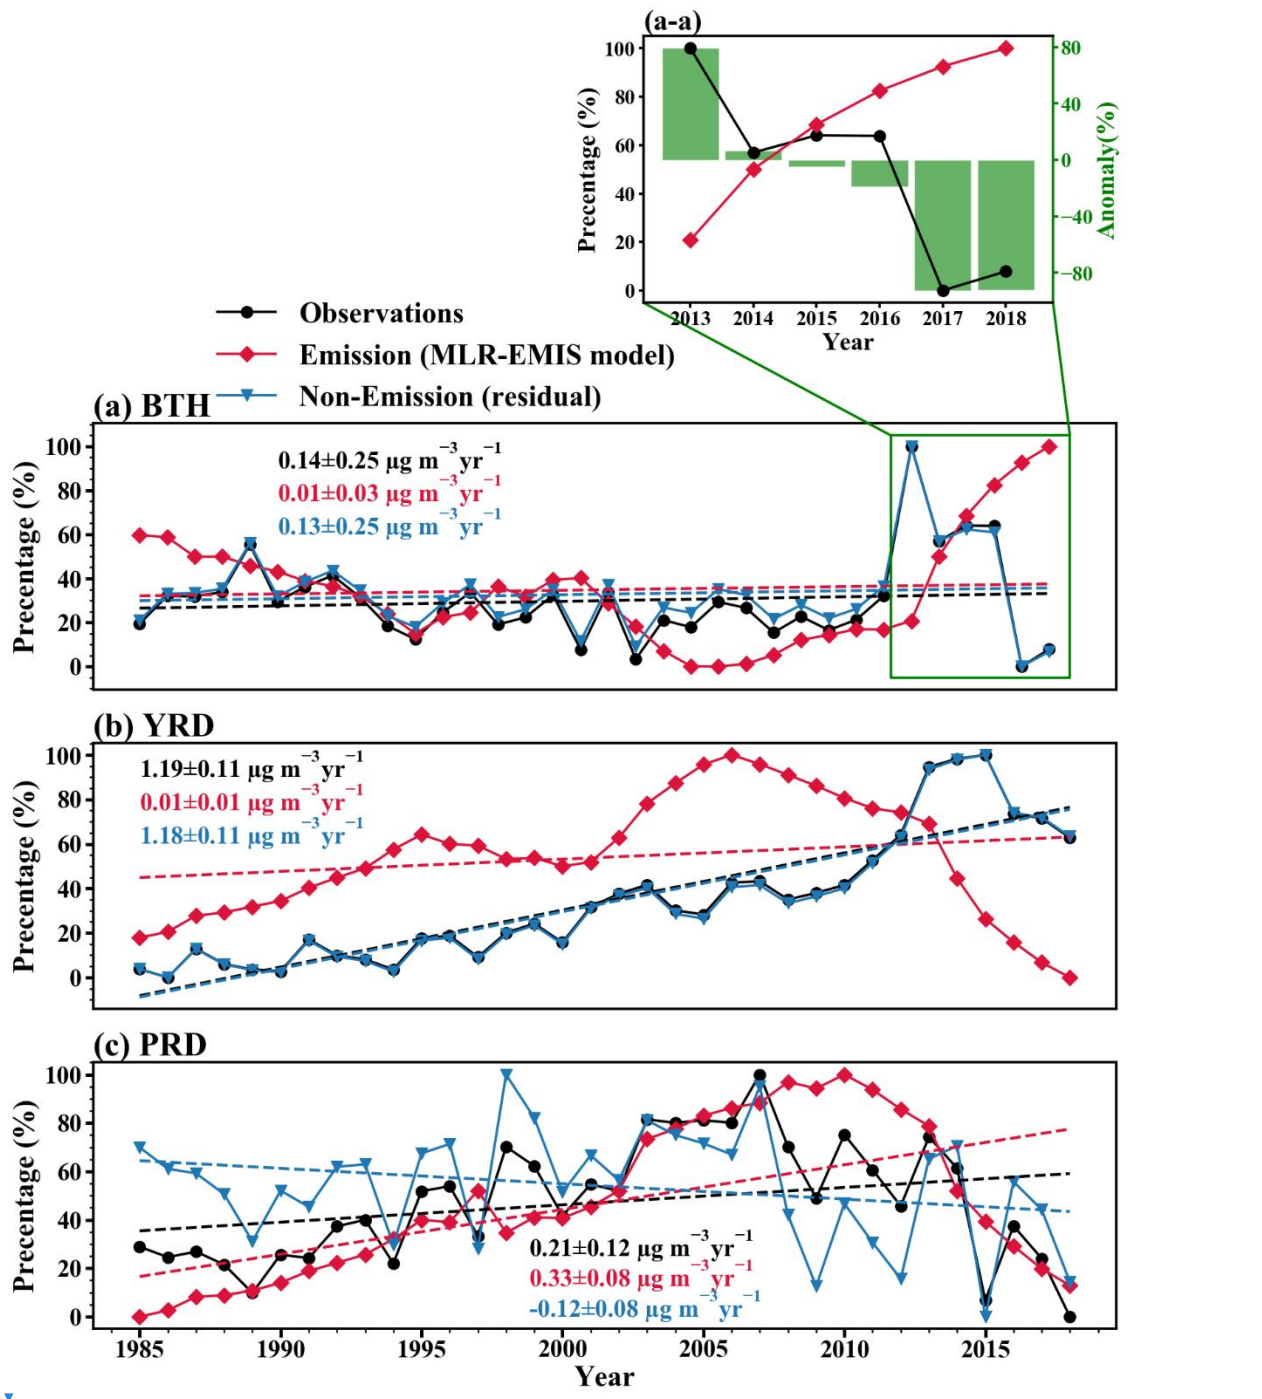 (a-a)
Precentage (%)
100
80
60
40
20
0
80
40
0
−40
−80
Anomaly(%)
2013 2014 2015 2016 2017 2018
Year
Observations
Emission (MLR-EMIS model)
Non-Emission (residual)
(a) BTH
Precentage (%)
100
80
60
40
20
0
0.14±0.25 μg m−3yr−1
0.01±0.03 μg m−3yr−1
0.13±0.25 μg m−3yr−1
(b) YRD
Precentage (%)
100
80
60
40
20
0
1.19±0.11 μg m−3yr−1
0.01±0.01 μg m−3yr−1
1.18±0.11 μg m−3yr−1
(c) PRD
Precentage (%)
100
80
60
40
20
0
0.21±0.12 μg m−3yr−1
0.33±0.08 μg m−3yr−1
-0.12±0.08 μg m−3yr−1
1985 1990 1995 2000 2005 2010 2015
Year